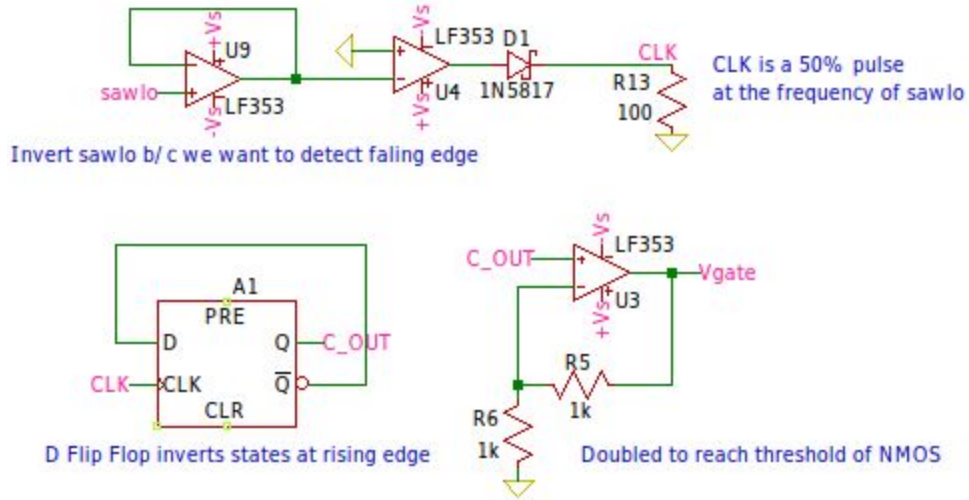 +Vs
U9
sawlo
LF353
-Vs
-Vs
LF353
D1
U4
1N5817
+Vs
CLK
R13
100
CLK is a 50% pulse
at the frequency of sawlo
Invert sawlo b/c we want to detect faling edge
A1
PRE
D
Q
C_OUT
CLK
CLK
Q
CLR
D Flip Flop inverts states at rising edge
-Vs
LF353
C_OUT
Vgate
U3
+Vs
R5
1k
R6
1k
Doubled to reach threshold of NMOS